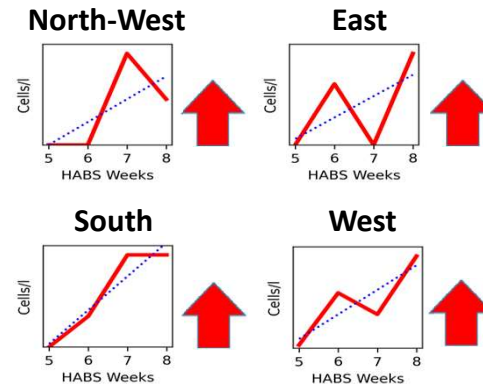 North-West
Cells/l
5 6 7 8
HABS Weeks
East
Cells/l
5 6 7 8
HABS Weeks
South
Cells/l
5 6 7 8
HABS Weeks
West
Cells/l
5 6 7 8
HABS Weeks